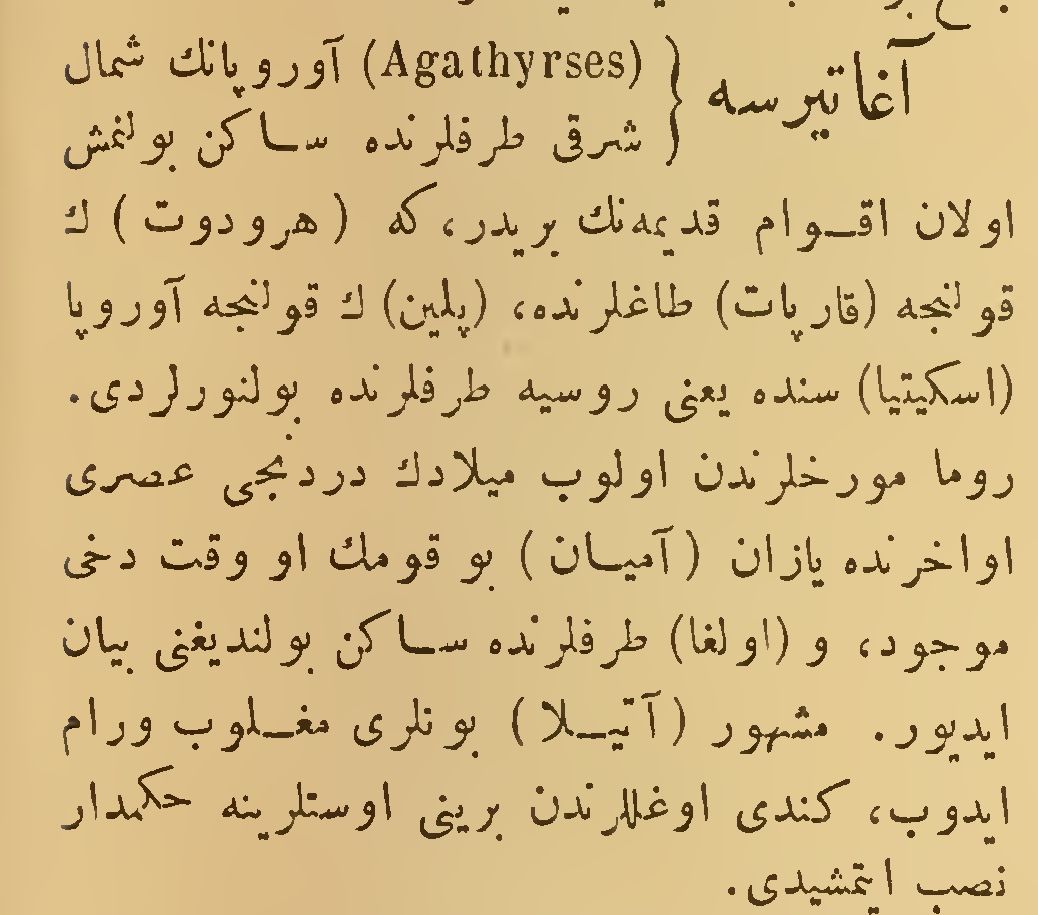 آغاتیرسه { (Agathyrses) آوروپانك شمال
شرقی طرفلرنده ساكن بولنمش
اولان اقوام قدیمه‌نك بریدر، كه (هرودوت) ك
قولنجه (قارپات) طاغلرنده، (پلین) ك قولنجه آوروپا
(اسكیتیا) سنده یعنی روسیه طرفلرنده بولنورلردی.
روما مورخلرندن اولوب میلادك دردنجی عصری
اواخرنده یازان (آمیان) بو قومك او وقت دخی
موجود، و (اولغا) طرفلرنده ساكن بولندیغنی بیان
ایدیور. مشهور (آتیلا) بونلری مغلوب ورام
ایدوب، كندی اوغللرندن برینی اوستلرینه حكمدار
نصب ایتمشیدی.